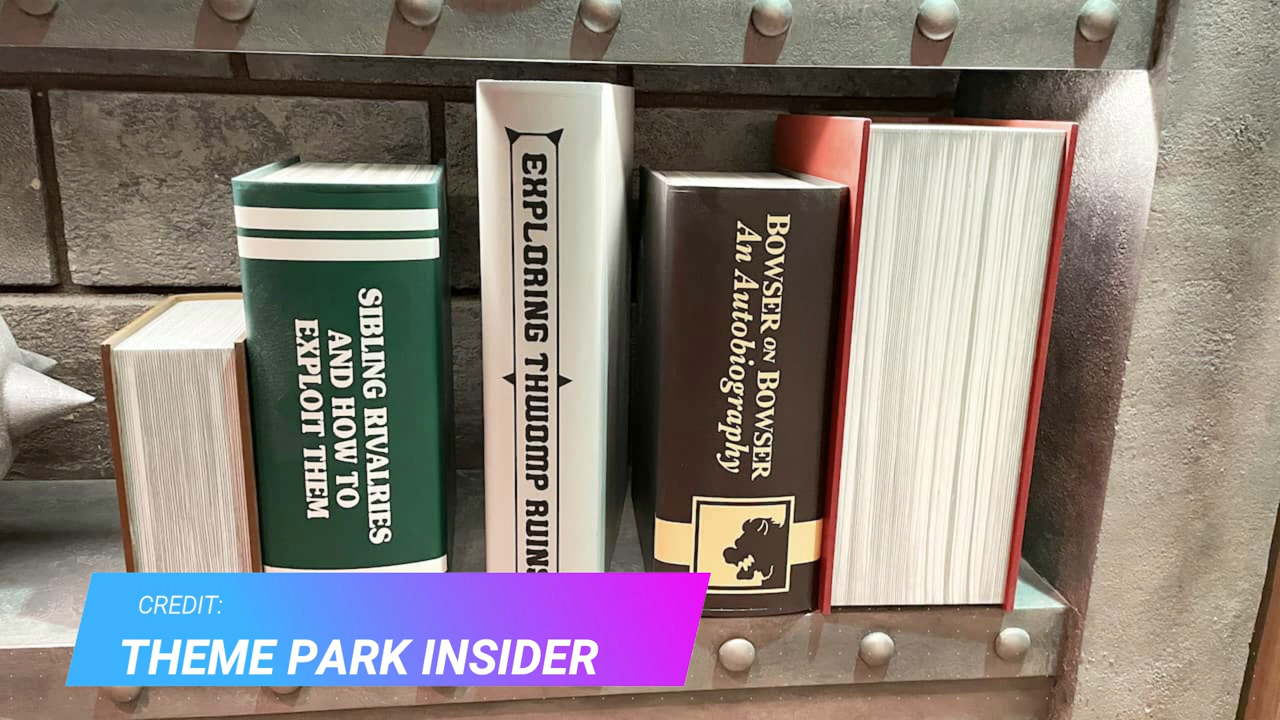 SIBLING RIVALRIES
AND HOW TO
EXPLOIT THEM
EXPLORING THWOMP RUINS
BOWSER ON BOWSER
An Autobiography
CREDIT:
THEME PARK INSIDER